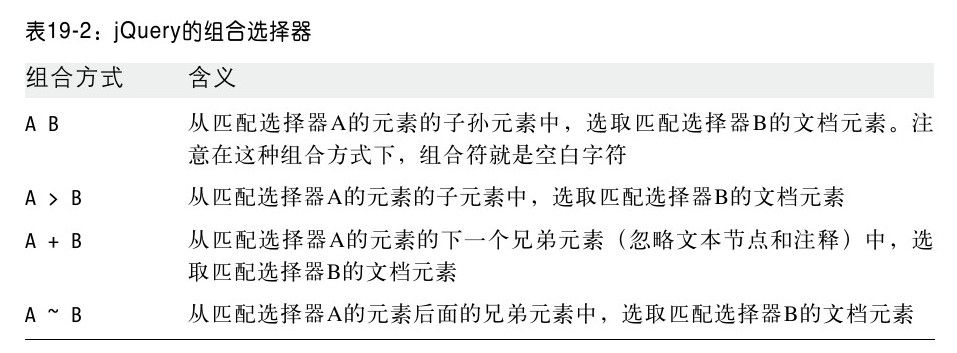 表19-2：jQuery的组合选择器
组合方式 含义
A B 从匹配选择器A的元素的子孙元素中，选取匹配选择器B的文档元素。注
意在这种组合方式下，组合符就是空白字符
A > B 从匹配选择器A的元素的子元素中，选取匹配选择器B的文档元素
A + B 从匹配选择器A的元素的下一个兄弟元素（忽略文本节点和注释）中，选
取匹配选择器B的文档元素
A ~ B 从匹配选择器A的元素后面的兄弟元素中，选取匹配选择器B的文档元素